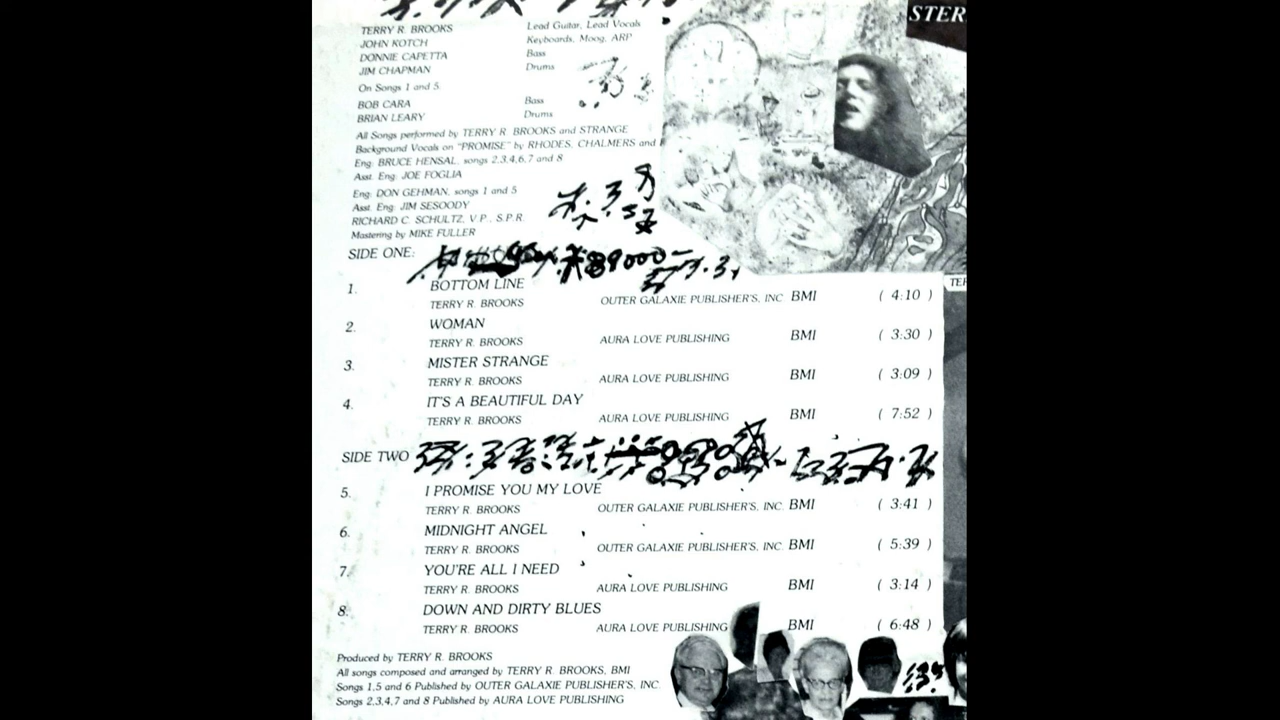 STER
TERRY R. BROOKS Lead Guitar, Lead Vocals
JOHN KOTCH Keyboards, Moog, ARP
DONNIE CAPETTA Bass
JIM CHAPMAN Drums
On Songs 1 and 5.
BOB CARA Bass
BRIAN LEARY Drums
All Songs performed by TERRY R. BROOKS and STRANGE
Background Vocals on "PROMISE" by RHODES, CHALMERS and
Eng: BRUCE HENSAL, songs 2,3,4,6,7 and 8
Asst. Eng: JOE FOGLIA
Eng: DON GEHMAN, songs 1 and 5
Asst. Eng: JIM SESOODY
RICHARD C. SCHULTZ, V.P., S.P.R.
Mastering by MIKE FULLER
SIDE ONE:
1. BOTTOM LINE
TERRY R. BROOKS OUTER GALAXIE PUBLISHER'S, INC. BMI ( 4:10 )
2. WOMAN
TERRY R. BROOKS AURA LOVE PUBLISHING BMI ( 3:30 )
3. MISTER STRANGE
TERRY R. BROOKS AURA LOVE PUBLISHING BMI ( 3:09 )
4. IT'S A BEAUTIFUL DAY
TERRY R. BROOKS AURA LOVE PUBLISHING BMI ( 7:52 )
SIDE TWO
5. I PROMISE YOU MY LOVE
TERRY R. BROOKS OUTER GALAXIE PUBLISHER'S, INC. BMI ( 3:41 )
6. MIDNIGHT ANGEL
TERRY R. BROOKS OUTER GALAXIE PUBLISHER'S, INC. BMI ( 5:39 )
7. YOU'RE ALL I NEED
TERRY R. BROOKS AURA LOVE PUBLISHING BMI ( 3:14 )
8. DOWN AND DIRTY BLUES
TERRY R. BROOKS AURA LOVE PUBLISHING BMI ( 6:48 )
Produced by TERRY R. BROOKS
All songs composed and arranged by TERRY R. BROOKS, BMI
Songs 1,5 and 6 Published by OUTER GALAXIE PUBLISHER'S, INC.
Songs 2,3,4,7 and 8 Published by AURA LOVE PUBLISHING